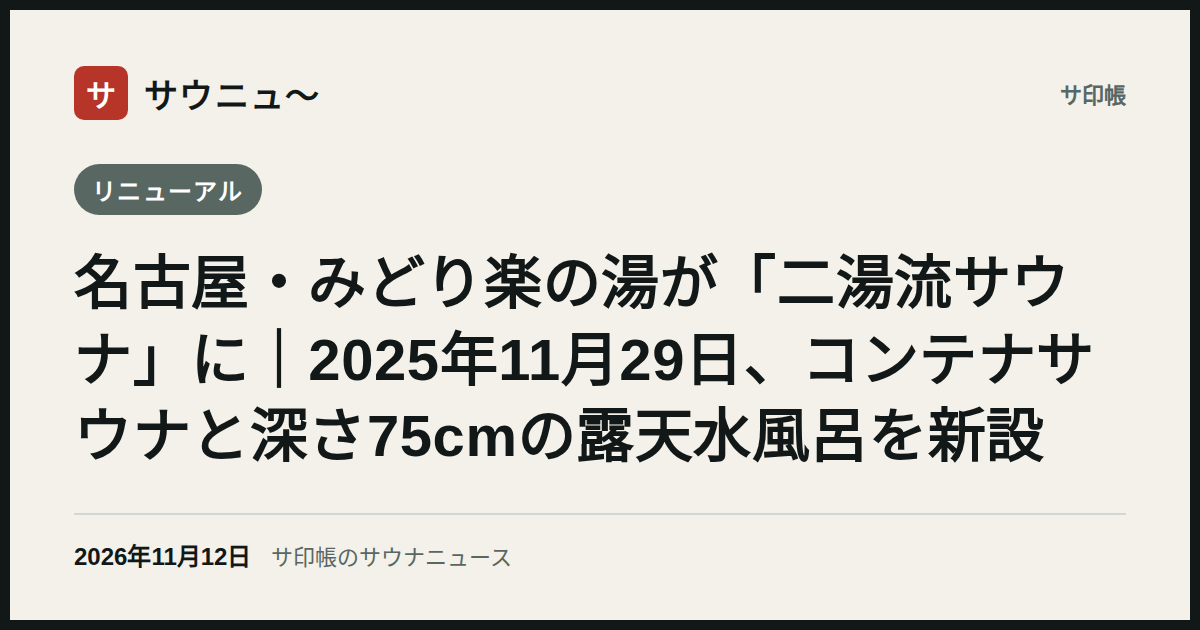 サ サウニュ〜
サ印帳
リニューアル
名古屋・みどり楽の湯が「二湯流サウ
ナ」に｜2025年11月29日、コンテナサ
ウナと深さ75cmの露天水風呂を新設
2026年11月12日 サ印帳のサウナニュース